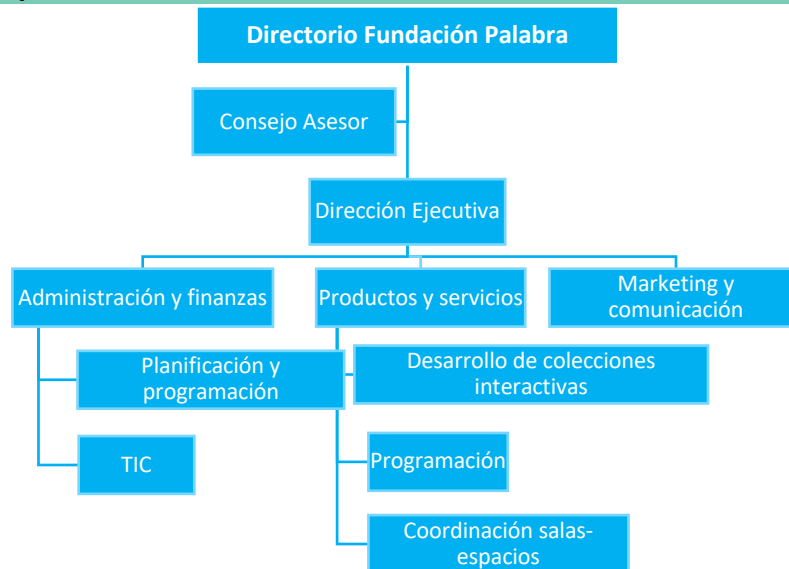 Directorio Fundación Palabra
Consejo Asesor
Dirección Ejecutiva
Administración y finanzas
Productos y servicios
Marketing y
comunicación
Planificación y
programación
Desarrollo de colecciones
interactivas
TIC
Programación
Coordinación salas-
espacios